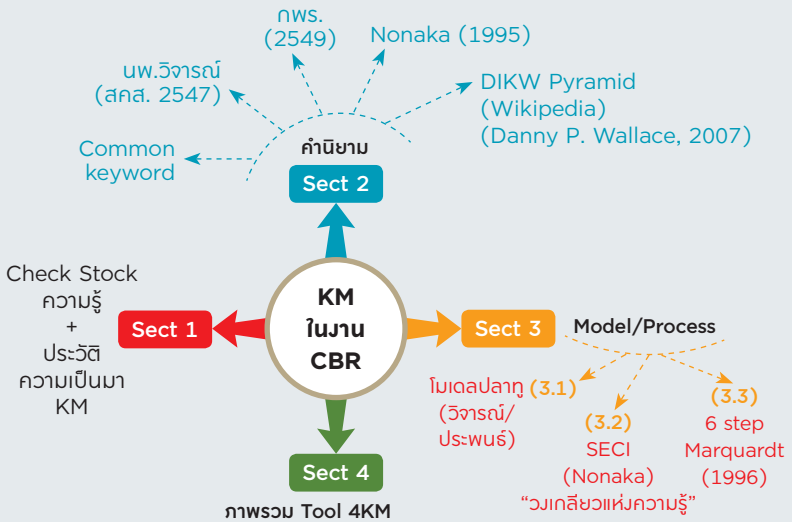 กพร.
(2549)
Nonaka (1995)
นพ.วิจารณ์
(สคส. 2547)
DIKW Pyramid
(Wikipedia)
(Danny P. Wallace, 2007)
Common
keyword
คำนิยาม
Sect 2
Check Stock
ความรู้
+
ประวัติ
ความเป็นมา
KM
Sect 1
KM
ในงาน
CBR
Sect 3
Model/Process
โมเดลปลาทู (3.1)
(วิจารณ์/
ประพนธ์)
(3.2)
SECI
(Nonaka)
“วงเกลียวแห่งความรู้”
(3.3)
6 step
Marquardt
(1996)
Sect 4
ภาพรวม Tool 4KM